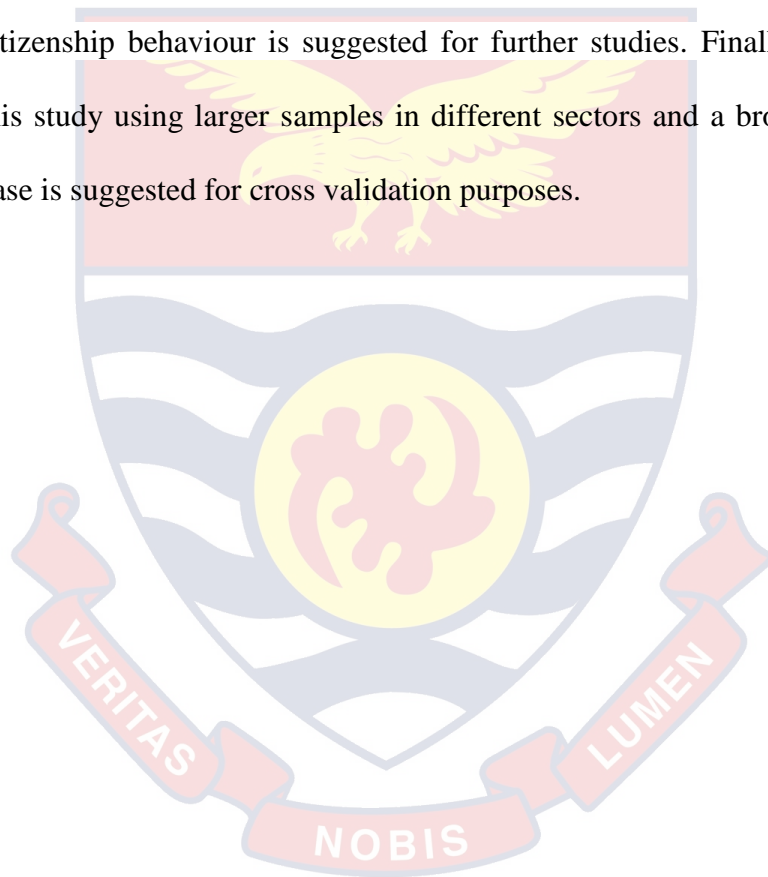 tizenship behaviour is suggested for further studies. Finall
is study using larger samples in different sectors and a bro
ase is suggested for cross validation purposes.
VERITAS
NOBIS
LUMEN